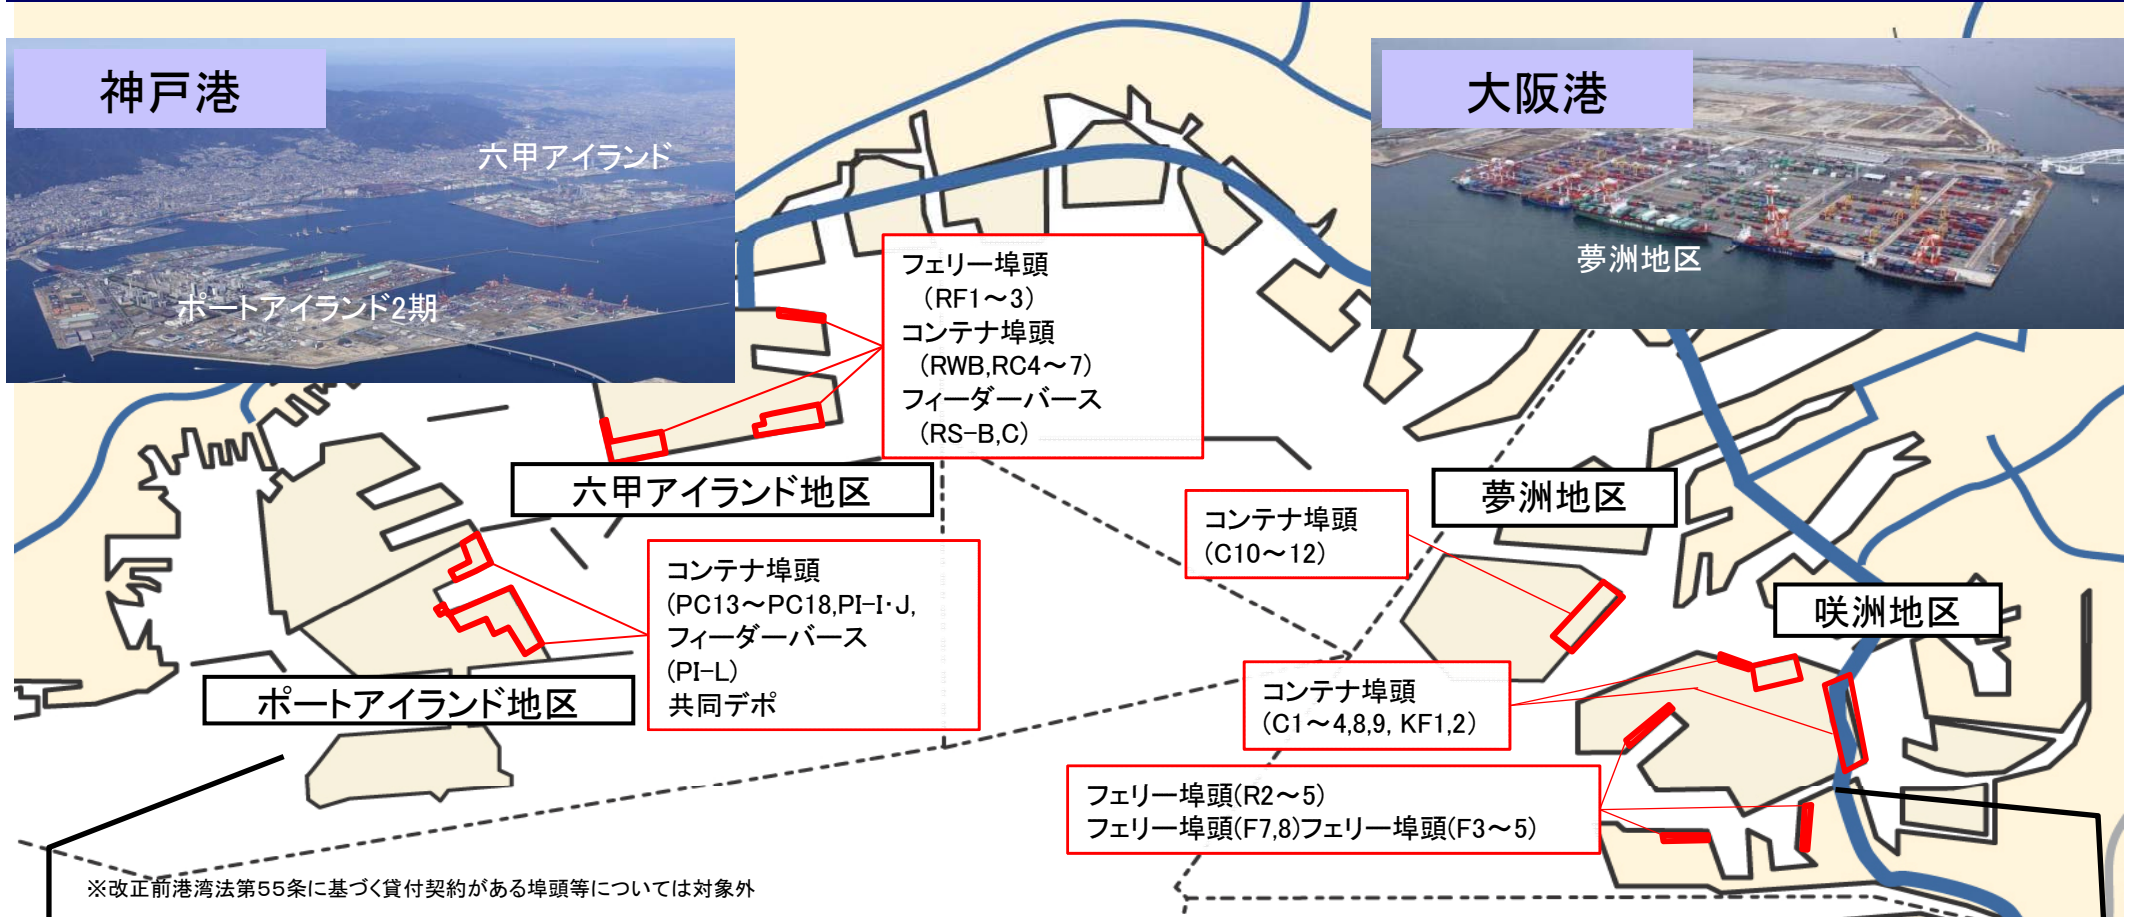 神戸港
六甲アイランド
ポートアイランド2期
大阪港
夢洲地区
フェリー埠頭
(RF1～3)
コンテナ埠頭
(RWB,RC4～7)
フィーダーバース
(RS-B,C)
六甲アイランド地区
コンテナ埠頭
(PC13～PC18,PI-I・J,
フィーダーバース
(PI-L)
共同デポ
ポートアイランド地区
夢洲地区
コンテナ埠頭
(C10～12)
咲洲地区
コンテナ埠頭
(C1～4,8,9, KF1,2)
フェリー埠頭(R2～5)
フェリー埠頭(F7,8)フェリー埠頭(F3～5)
※改正前港湾法第55条に基づく貸付契約がある埠頭等については対象外